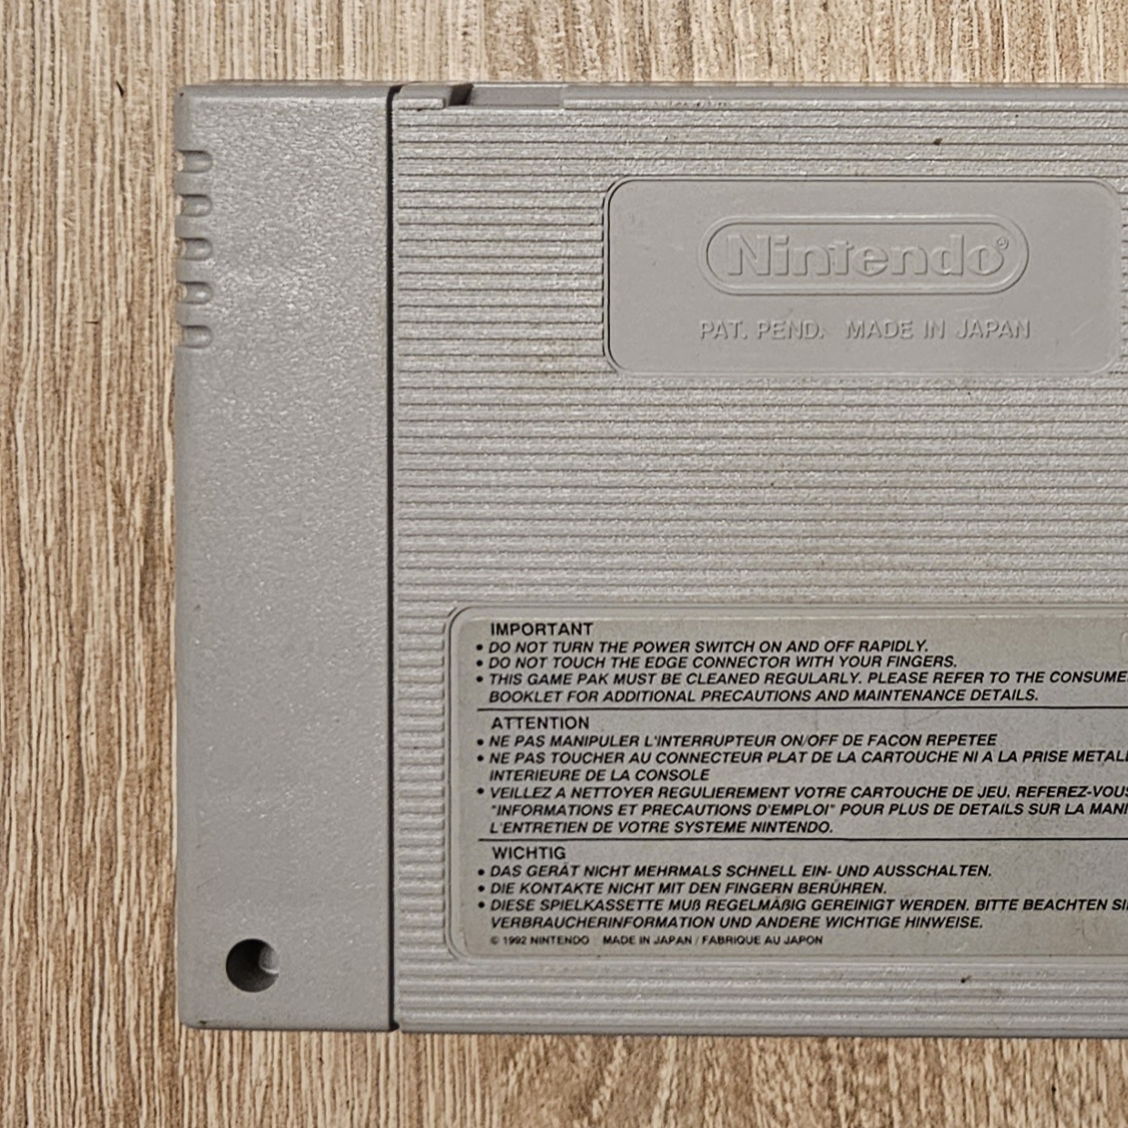 Nintendo®
PAT. PEND. MADE IN JAPAN
IMPORTANT
• DO NOT TURN THE POWER SWITCH ON AND OFF RAPIDLY.
• DO NOT TOUCH THE EDGE CONNECTOR WITH YOUR FINGERS.
• THIS GAME PAK MUST BE CLEANED REGULARLY. PLEASE REFER TO THE CONSUME
BOOKLET FOR ADDITIONAL PRECAUTIONS AND MAINTENANCE DETAILS.
ATTENTION
• NE PAS MANIPULER L'INTERRUPTEUR ON/OFF DE FACON REPETEE
• NE PAS TOUCHER AU CONNECTEUR PLAT DE LA CARTOUCHE NI A LA PRISE METALL
INTERIEURE DE LA CONSOLE
• VEILLEZ A NETTOYER REGULIEREMENT VOTRE CARTOUCHE DE JEU. REFEREZ-VOUS
"INFORMATIONS ET PRECAUTIONS D'EMPLOI" POUR PLUS DE DETAILS SUR LA MANI
L'ENTRETIEN DE VOTRE SYSTEME NINTENDO.
WICHTIG
• DAS GERÄT NICHT MEHRMALS SCHNELL EIN- UND AUSSCHALTEN.
• DIE KONTAKTE NICHT MIT DEN FINGERN BERÜHREN.
• DIESE SPIELKASSETTE MUß REGELMÄßIG GEREINIGT WERDEN. BITTE BEACHTEN SI
VERBRAUCHERINFORMATION UND ANDERE WICHTIGE HINWEISE.
© 1992 NINTENDO MADE IN JAPAN / FABRIQUE AU JAPON